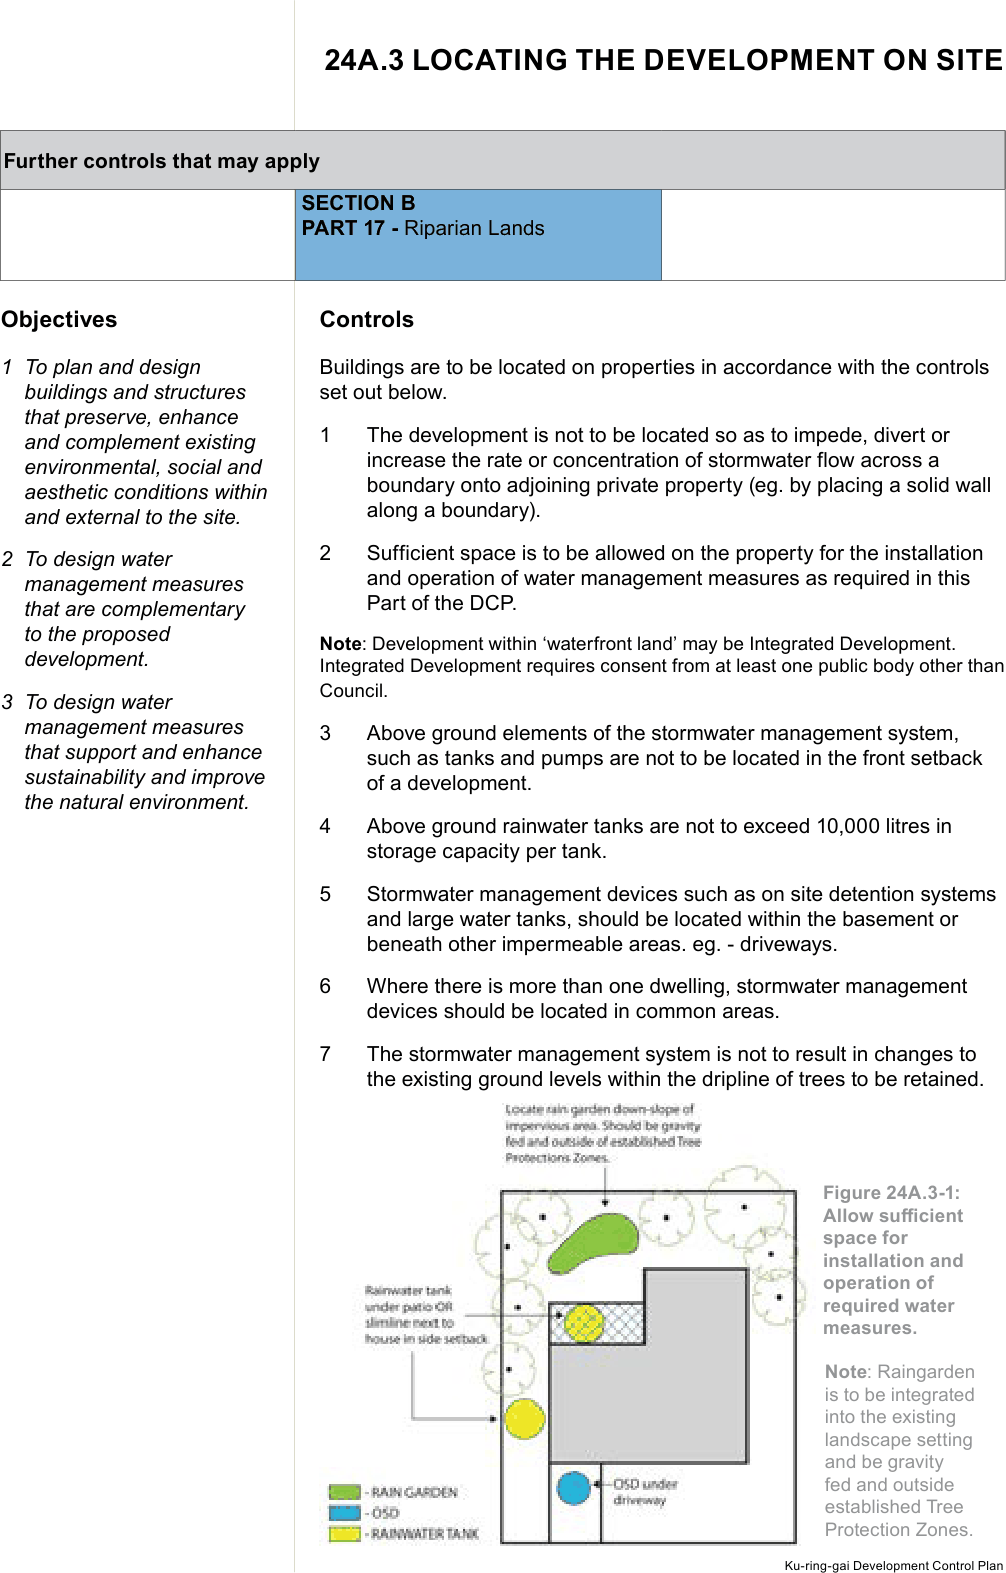 24A.3 LOCATING THE DEVELOPMENT ON SITE
Further controls that may apply
SECTION B
PART 17 - Riparian Lands
Objectives
1 To plan and design
buildings and structures
that preserve, enhance
and complement existing
environmental, social and
aesthetic conditions within
and external to the site.
2 To design water
management measures
that are complementary
to the proposed
development.
3 To design water
management measures
that support and enhance
sustainability and improve
the natural environment.
Controls
Buildings are to be located on properties in accordance with the controls
set out below.
1 The development is not to be located so as to impede, divert or
increase the rate or concentration of stormwater flow across a
boundary onto adjoining private property (eg. by placing a solid wall
along a boundary).
2 Sufficient space is to be allowed on the property for the installation
and operation of water management measures as required in this
Part of the DCP.
Note: Development within ‘waterfront land’ may be Integrated Development.
Integrated Development requires consent from at least one public body other than
Council.
3 Above ground elements of the stormwater management system,
such as tanks and pumps are not to be located in the front setback
of a development.
4 Above ground rainwater tanks are not to exceed 10,000 litres in
storage capacity per tank.
5 Stormwater management devices such as on site detention systems
and large water tanks, should be located within the basement or
beneath other impermeable areas. eg. - driveways.
6 Where there is more than one dwelling, stormwater management
devices should be located in common areas.
7 The stormwater management system is not to result in changes to
the existing ground levels within the dripline of trees to be retained.
Locate rain garden down-slope of
impervious area. Should be gravity
fed and outside of established Tree
Protections Zones.
Rainwater tank
under patio OR
slimline next to
house in side setback
OSD under
driveway
- RAIN GARDEN
- OSD
- RAINWATER TANK
Figure 24A.3-1:
Allow sufficient
space for
installation and
operation of
required water
measures.
Note: Raingarden
is to be integrated
into the existing
landscape setting
and be gravity
fed and outside
established Tree
Protection Zones.
Ku-ring-gai Development Control Plan